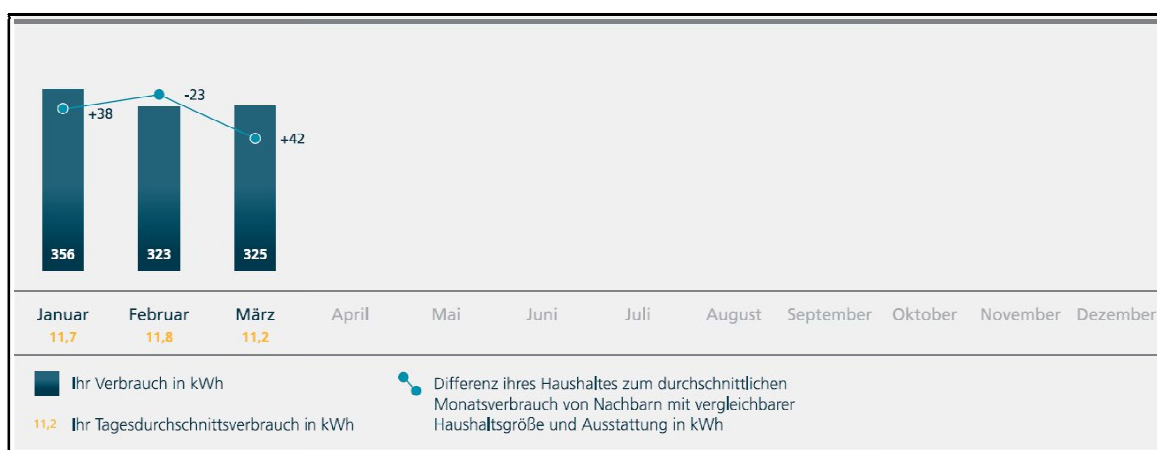 -23
+38
+42
356 323 325
Januar Februar März April Mai Juni Juli August September Oktober November Dezember
11,7 11,8 11,2
Ihr Verbrauch in kWh
11,2 Ihr Tagesdurchschnittsverbrauch in kWh
Differenz ihres Haushaltes zum durchschnittlichen
Monatsverbrauch von Nachbarn mit vergleichbarer
Haushaltsgröße und Ausstattung in kWh